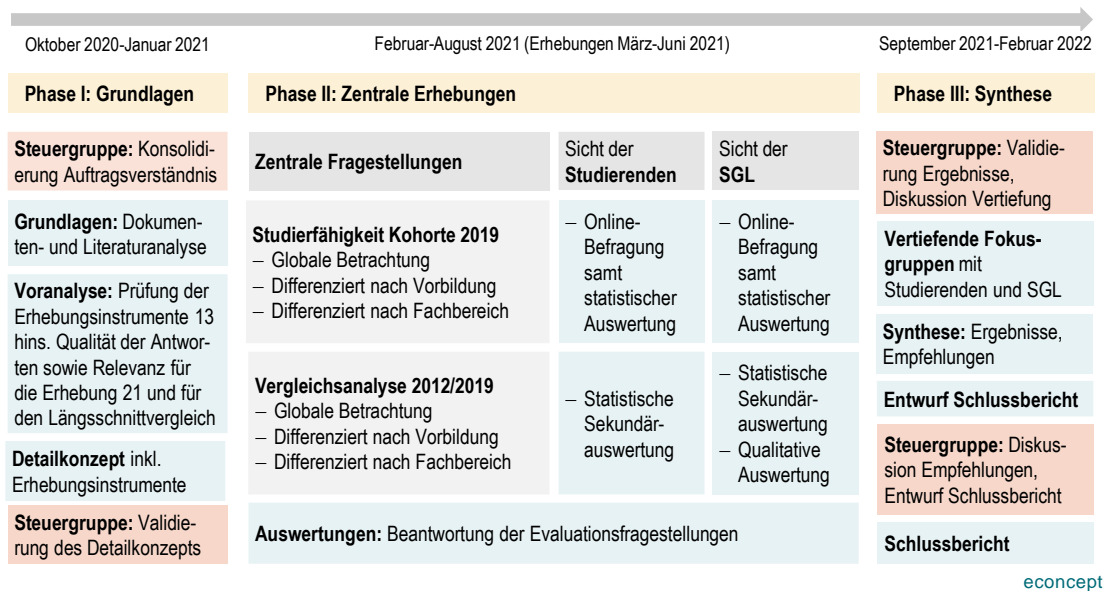 Oktober 2020-Januar 2021
Februar-August 2021 (Erhebungen März-Juni 2021)
September 2021-Februar 2022
Phase I: Grundlagen
Phase II: Zentrale Erhebungen
Phase III: Synthese
Steuergruppe: Konsolidi-
erung Auftragsverständnis
Grundlagen: Dokumen-
ten- und Literaturanalyse
Voranalyse: Prüfung der
Erhebungsinstrumente 13
hins. Qualität der Antwor-
ten sowie Relevanz für
die Erhebung 21 und für
den Längsschnittvergleich
Detailkonzept inkl.
Erhebungsinstrumente
Steuergruppe: Validie-
rung des Detailkonzepts
Zentrale Fragestellungen
Sicht der
Studierenden
Sicht der
SGL
Studierfähigkeit Kohorte 2019
– Globale Betrachtung
– Differenziert nach Vorbildung
– Differenziert nach Fachbereich
– Online-
Befragung
samt
statistischer
Auswertung
– Online-
Befragung
samt
statistischer
Auswertung
Vergleichsanalyse 2012/2019
– Globale Betrachtung
– Differenziert nach Vorbildung
– Differenziert nach Fachbereich
– Statistische
Sekundär-
auswertung
– Statistische
Sekundär-
auswertung
– Qualitative
Auswertung
Auswertungen: Beantwortung der Evaluationsfragestellungen
Steuergruppe: Validie-
rung Ergebnisse,
Diskussion Vertiefung
Vertiefende Fokus-
gruppen mit
Studierenden und SGL
Synthese: Ergebnisse,
Empfehlungen
Entwurf Schlussbericht
Steuergruppe: Diskus-
sion Empfehlungen,
Entwurf Schlussbericht
Schlussbericht
econcept